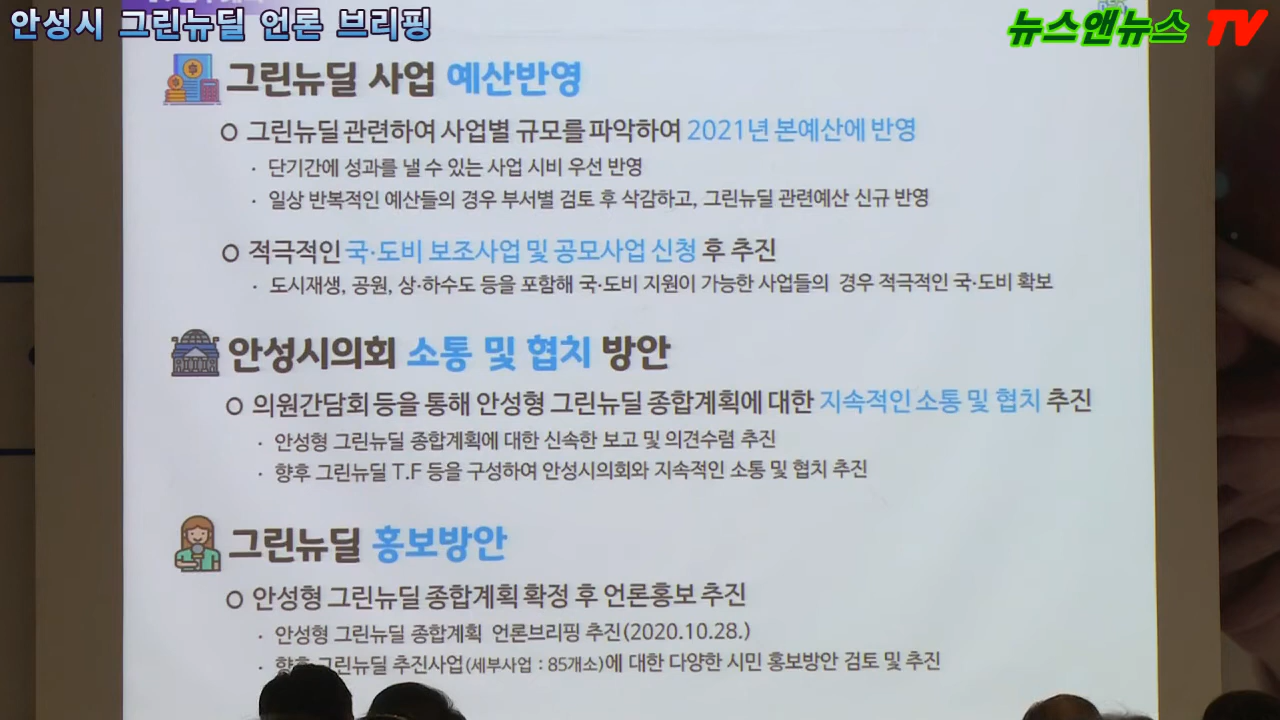 안성시 그린뉴딜 언론 브리핑
뉴스앤뉴스 TV
그린뉴딜 사업 예산반영
그린뉴딜 관련하여 사업별 규모를 파악하여 2021년 본예산에 반영
· 단기간에 성과를 낼 수 있는 사업 시비 우선 반영
· 일상 반복적인 예산들의 경우 부서별 검토 후 삭감하고, 그린뉴딜 관련예산 신규 반영
적극적인 국·도비 보조사업 및 공모사업 신청 후 추진
· 도시재생, 공원, 상·하수도 등을 포함해 국·도비 지원이 가능한 사업들의 경우 적극적인 국·도비 확보
안성시의회 소통 및 협치 방안
의원간담회 등을 통해 안성형 그린뉴딜 종합계획에 대한 지속적인 소통 및 협치 추진
· 안성형 그린뉴딜 종합계획에 대한 신속한 보고 및 의견수렴 추진
· 향후 그린뉴딜 T.F 등을 구성하여 안성시의회와 지속적인 소통 및 협치 추진
그린뉴딜 홍보방안
안성형 그린뉴딜 종합계획 확정 후 언론홍보 추진
· 안성형 그린뉴딜 종합계획 언론브리핑 추진(2020.10.28.)
· 향후 그린뉴딜 추진사업(세부사업 : 85개소)에 대한 다양한 시민 홍보방안 검토 및 추진